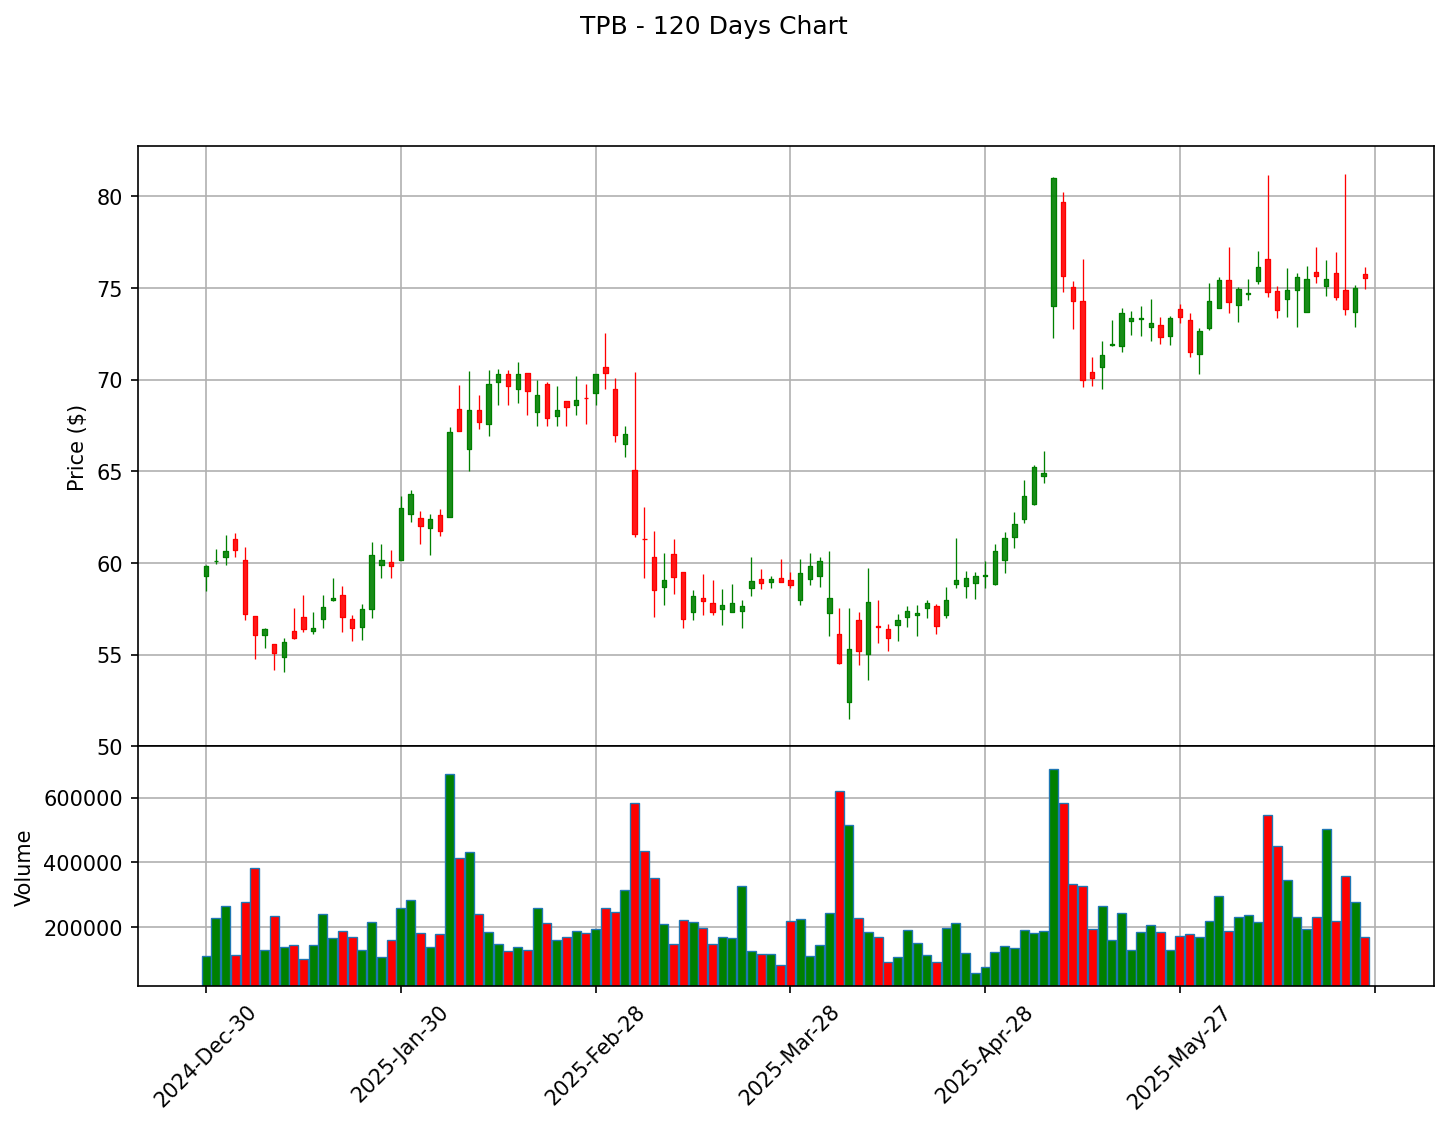 TPB - 120 Days Chart
Price ($)
80
75
70
65
60
55
50
Volume
600000
400000
200000
2024-Dec-30
2025-Jan-30
2025-Feb-28
2025-Mar-28
2025-Apr-28
2025-May-27